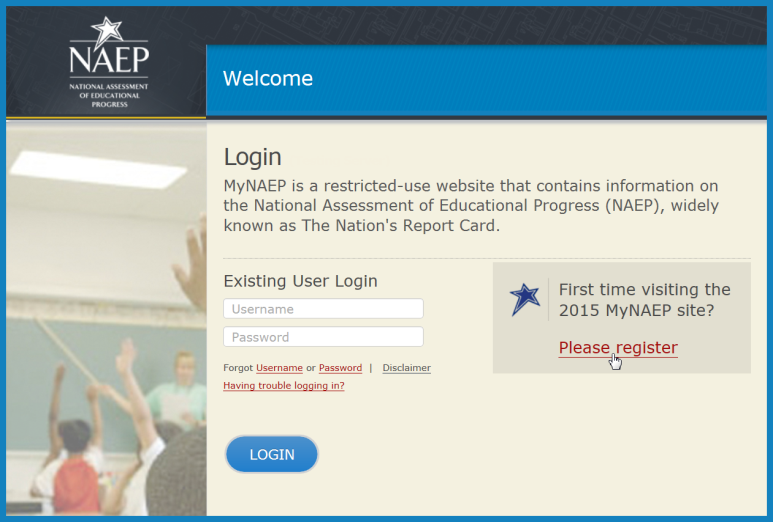 NAEP
NATIONAL ASSESSMENT
OF EDUCATIONAL
PROGRESS
Welcome
Login
MyNAEP is a restricted-use website that contains information on
the National Assessment of Educational Progress (NAEP), widely
known as The Nation's Report Card.
Existing User Login
Username
Password
Forgot Username or Password | Disclaimer
Having trouble logging in?
LOGIN
First time visiting the
2015 MyNAEP site?
Please register